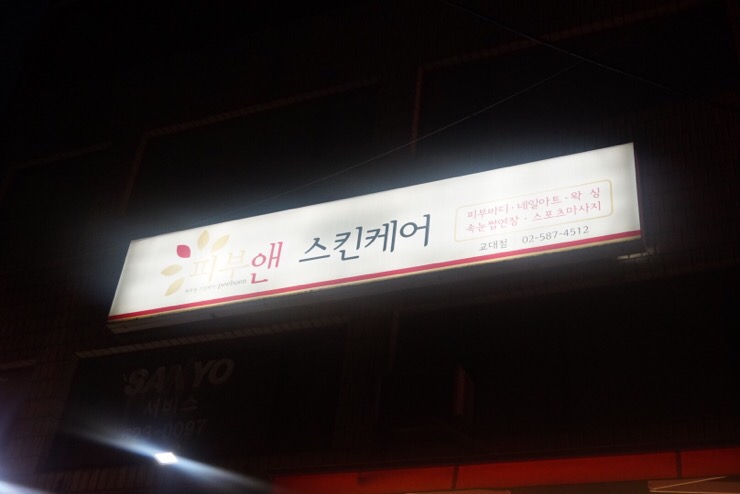 피부앤 스킨케어
피부바디·네일아트·왁싱
속눈썹연장·스포츠마사지
교대점 02-587-4512
SANYO
서비스